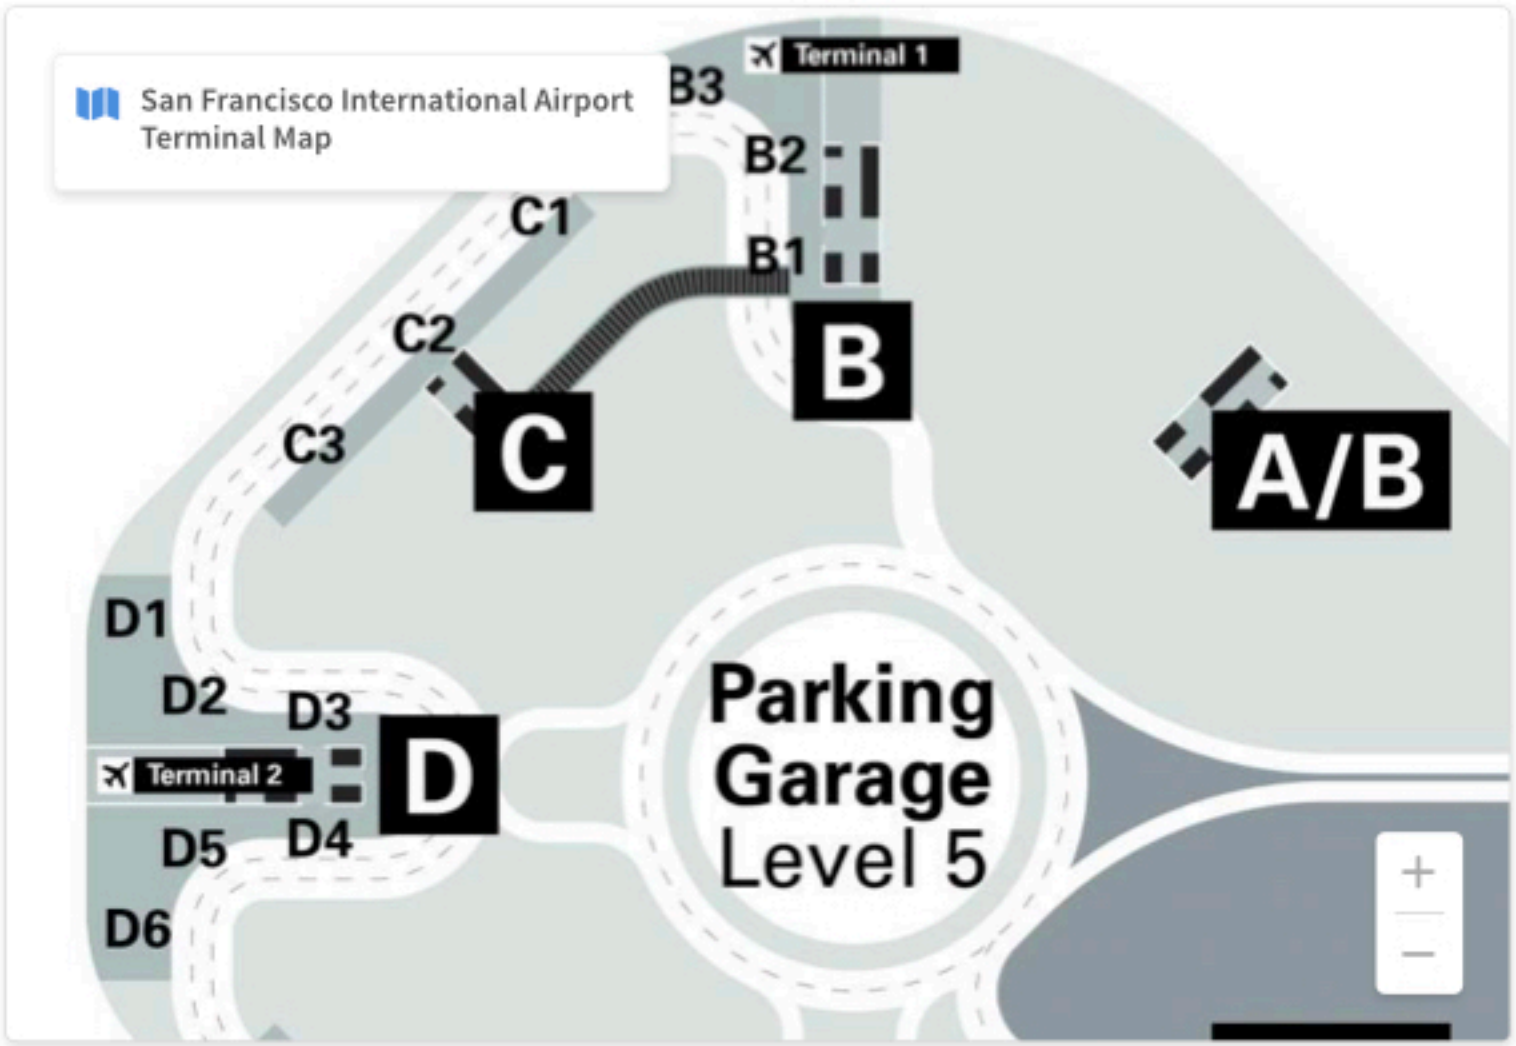 San Francisco International Airport
Terminal Map
Terminal 1
B3
B2
B1
B
C1
C2
C3
C
A/B
D1
D2
D3
Terminal 2
D
D4
D5
D6
Parking
Garage
Level 5
+
−